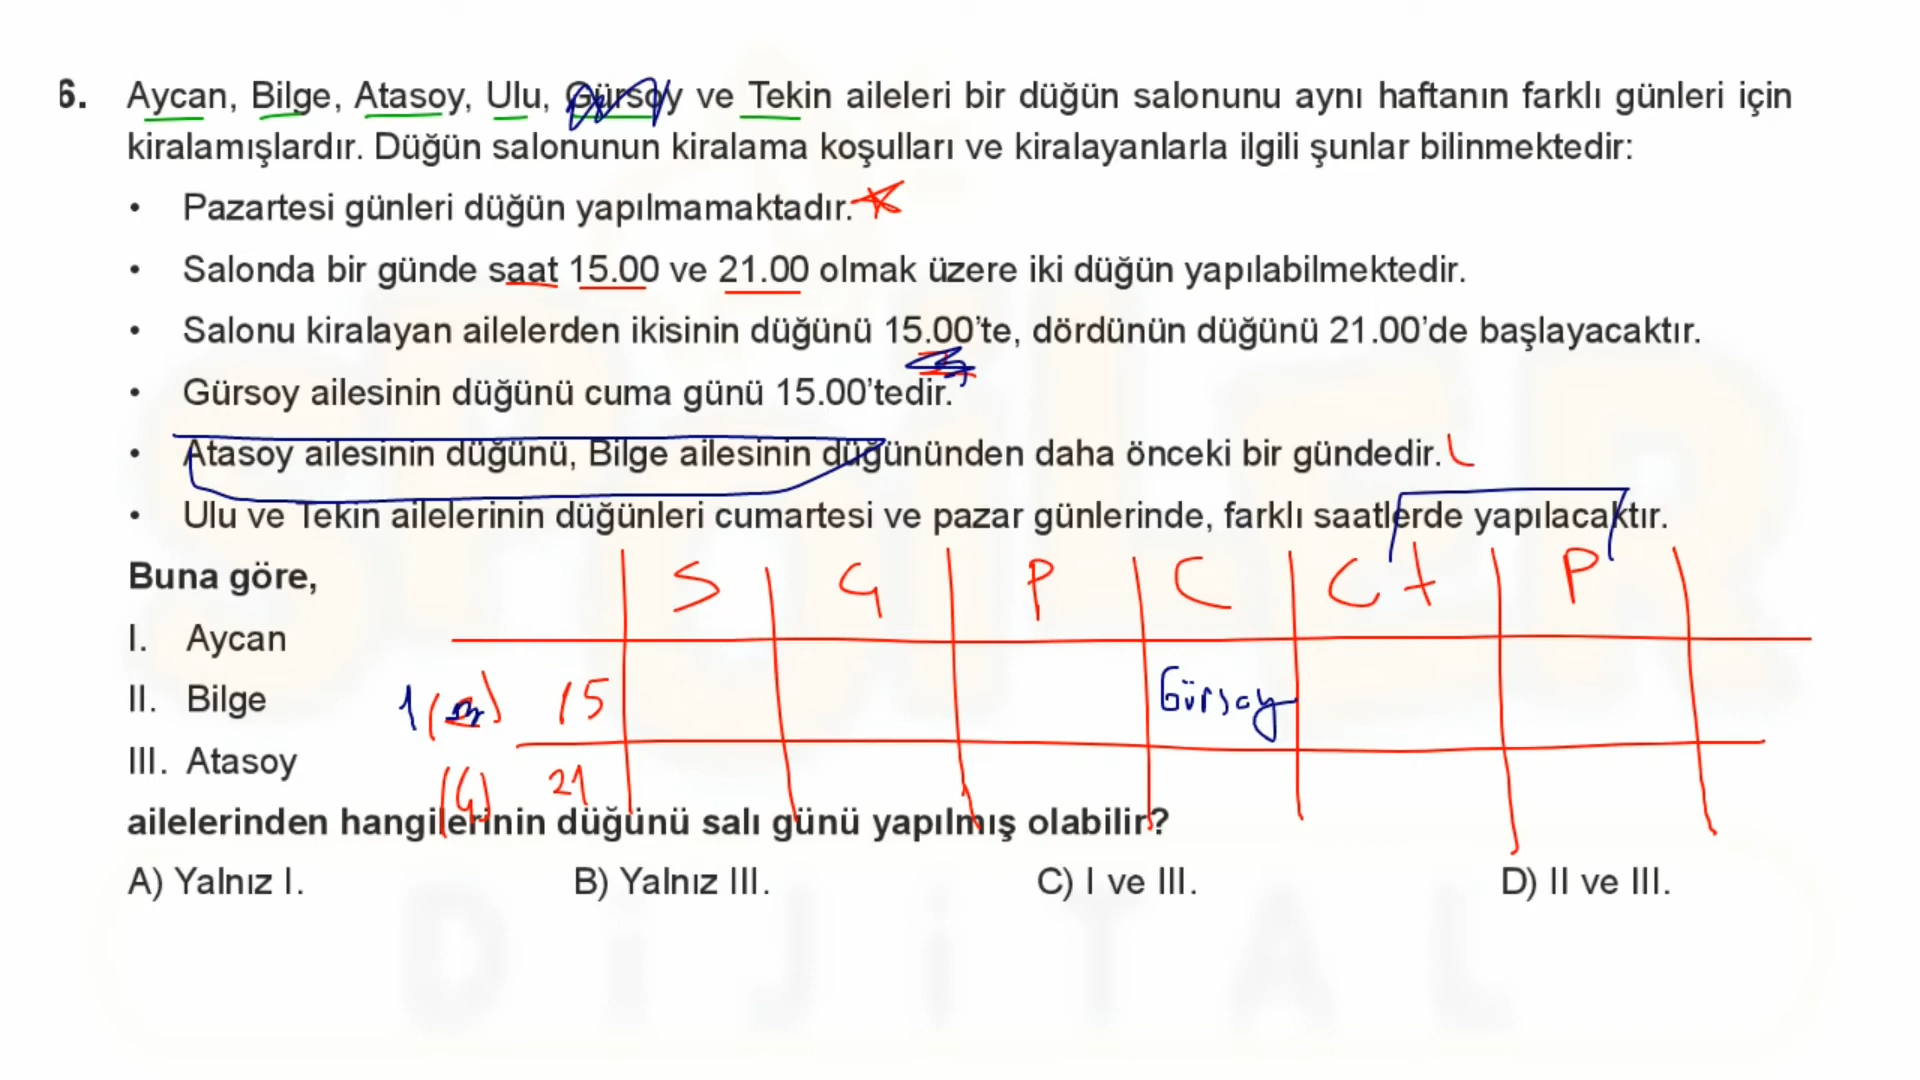 6. Aycan, Bilge, Atasoy, Ulu, Gürsoy ve Tekin aileleri bir düğün salonunu aynı haftanın farklı günleri için
kiralamışlardır. Düğün salonunun kiralama koşulları ve kiralayanlarla ilgili şunlar bilinmektedir:
• Pazartesi günleri düğün yapılmamaktadır.
• Salonda bir günde saat 15.00 ve 21.00 olmak üzere iki düğün yapılabilmektedir.
• Salonu kiralayan ailelerden ikisinin düğünü 15.00'te, dördünün düğünü 21.00'de başlayacaktır.
• Gürsoy ailesinin düğünü cuma günü 15.00'tedir.
• Atasoy ailesinin düğünü, Bilge ailesinin düğününden daha önceki bir gündedir.
• Ulu ve Tekin ailelerinin düğünleri cumartesi ve pazar günlerinde, farklı saatlerde yapılacaktır.
Buna göre,
S Ç P C Ct P
I. Aycan
II. Bilge
1 ( ) 15 Gürsoy
III. Atasoy
(4) 21
ailelerinden hangilerinin düğünü salı günü yapılmış olabilir?
A) Yalnız I. B) Yalnız III. C) I ve III. D) II ve III.
DİJİTAL